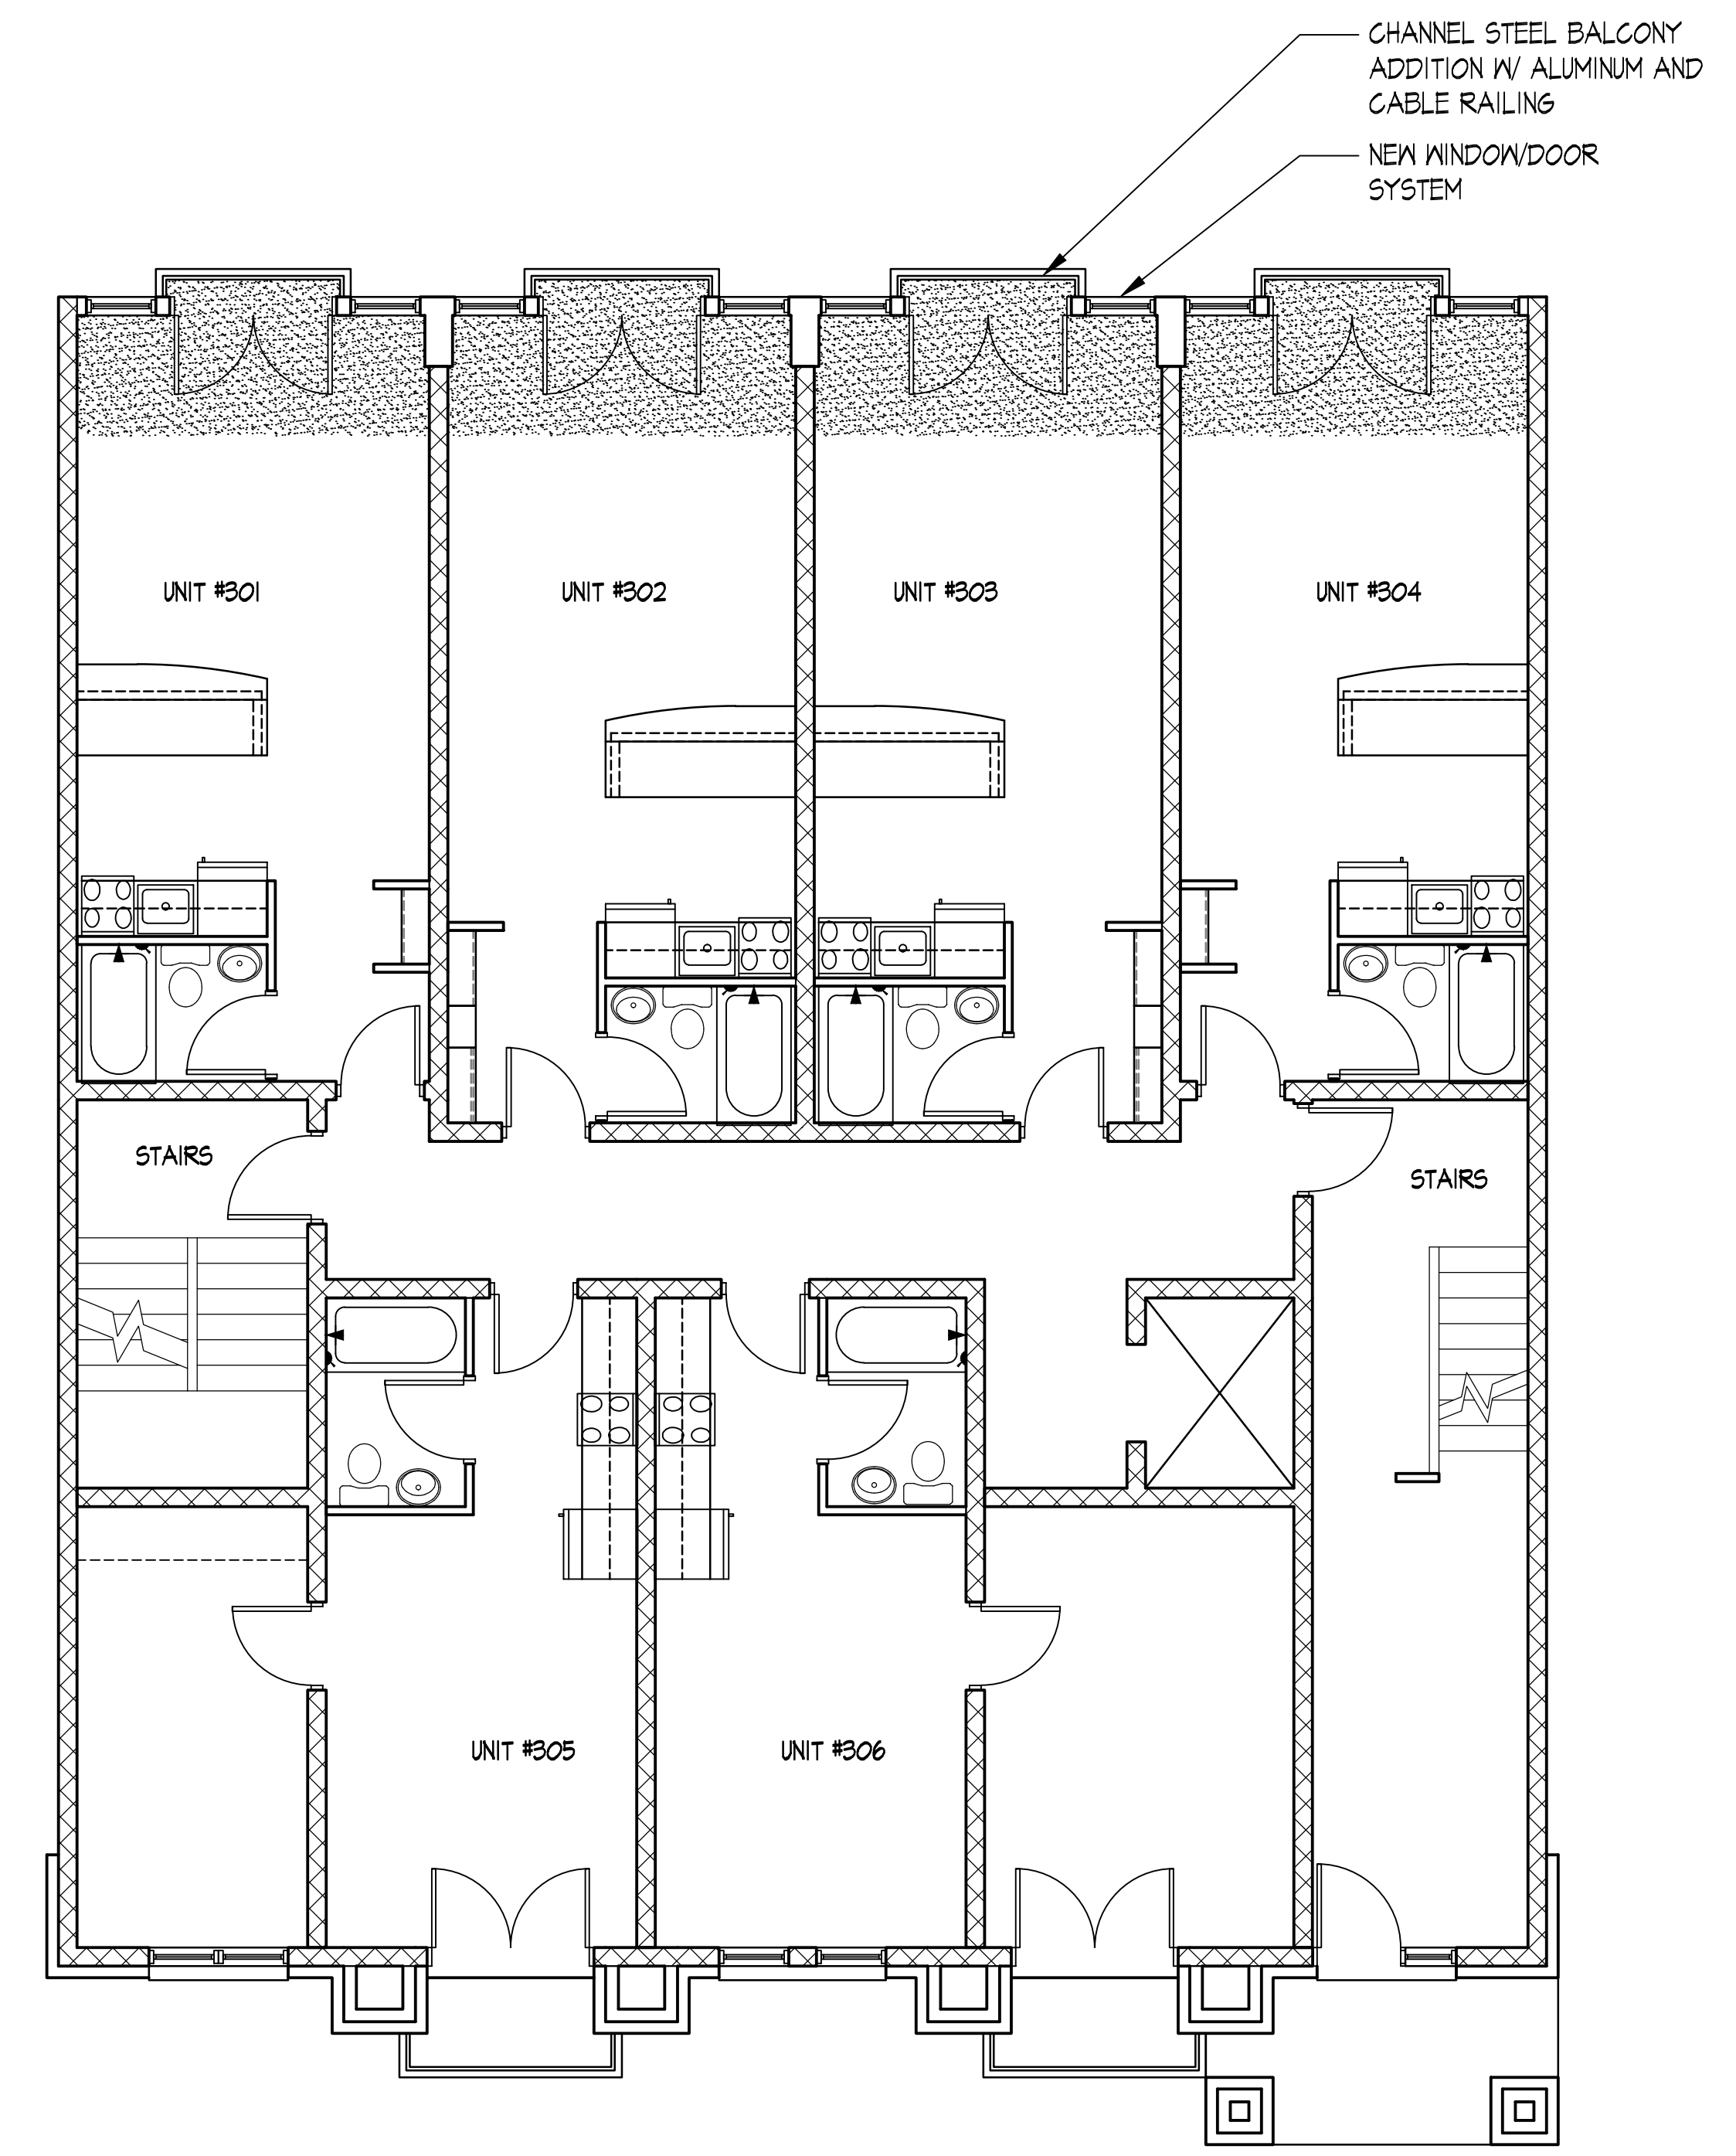 CHANNEL STEEL BALCONY
ADDITION W/ ALUMINUM AND
CABLE RAILING
NEW WINDOW/DOOR
SYSTEM
UNIT #301
UNIT #302
UNIT #303
UNIT #304
STAIRS
STAIRS
UNIT #305
UNIT #306